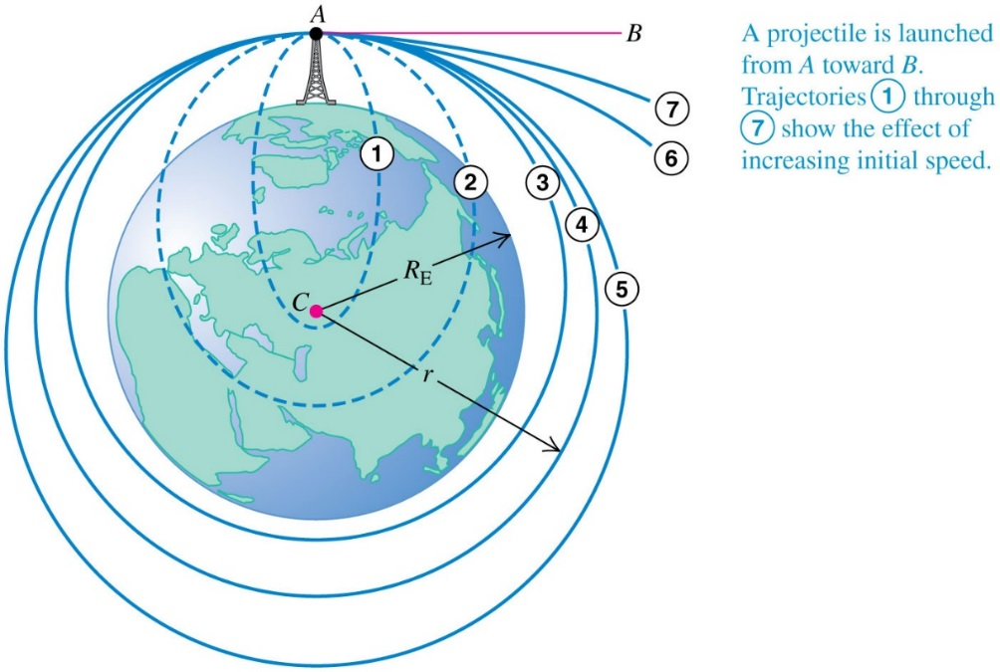 A
B
A projectile is launched
from A toward B.
Trajectories 1 through
7 show the effect of
increasing initial speed.
7
6
1
2
3
4
5
RE
C
r